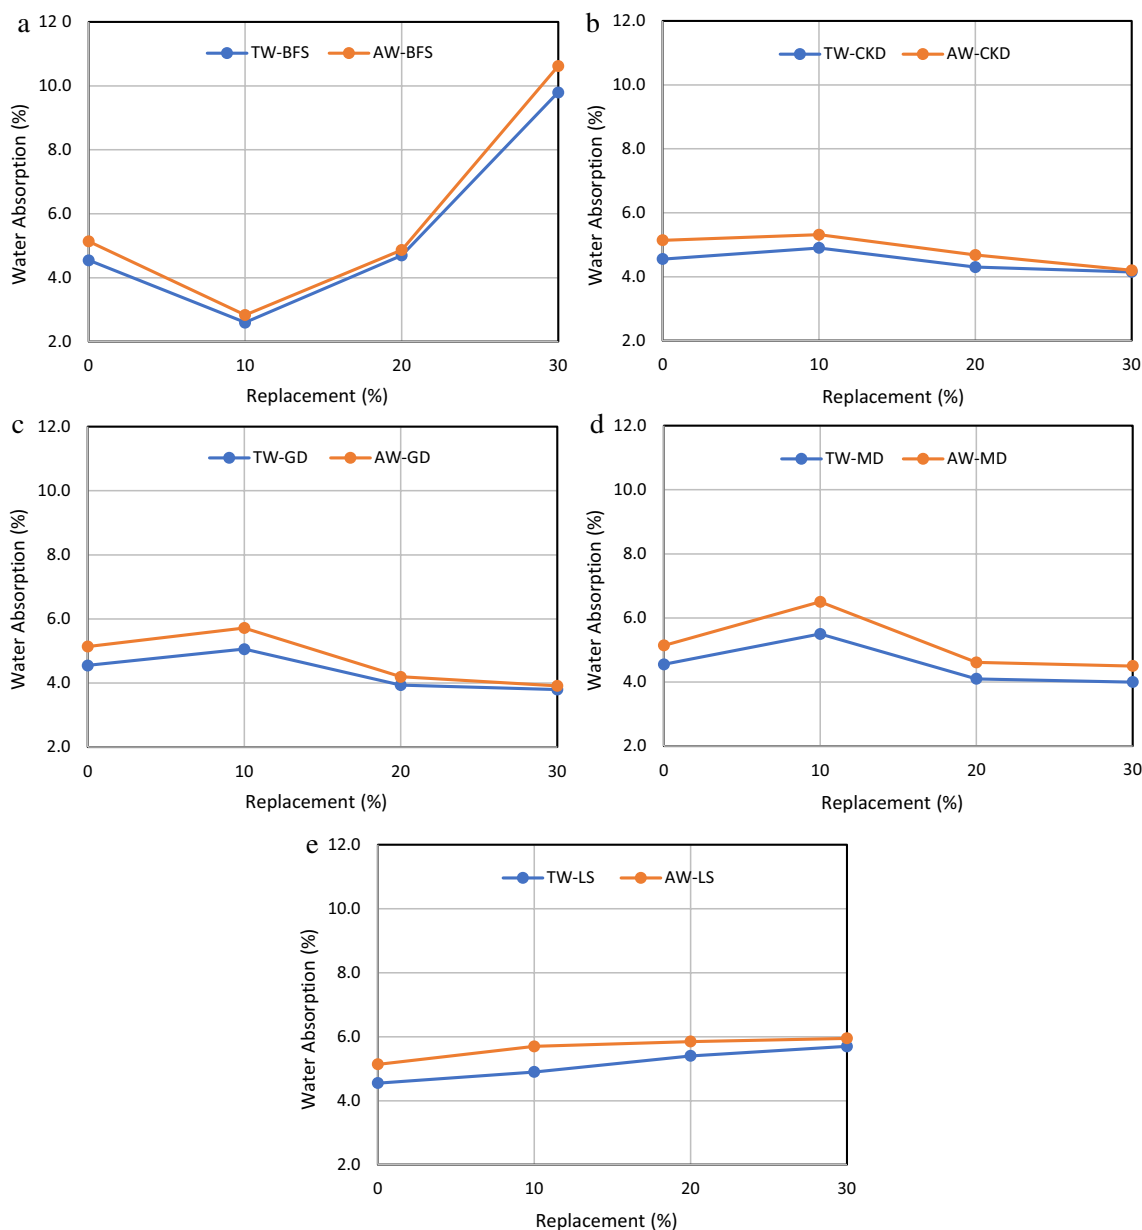 a
12 0
TW-BFS AW-BFS
10.0
8.0
6.0
4.0
2.0
0 10 20 30
Water Absorption (%)
Replacement (%)
b
12.0
TW-CKD AW-CKD
10.0
8.0
6.0
4.0
2.0
0 10 20 30
Water Absorption (%)
Replacement (%)
c
12.0
TW-GD AW-GD
10.0
8.0
6.0
4.0
2.0
0 10 20 30
Water Absorption (%)
Replacement (%)
d
12.0
TW-MD AW-MD
10.0
8.0
6.0
4.0
2.0
0 10 20 30
Water Absorption (%)
Replacement (%)
e
12.0
TW-LS AW-LS
10.0
8.0
6.0
4.0
2.0
0 10 20 30
Water Absorption (%)
Replacement (%)